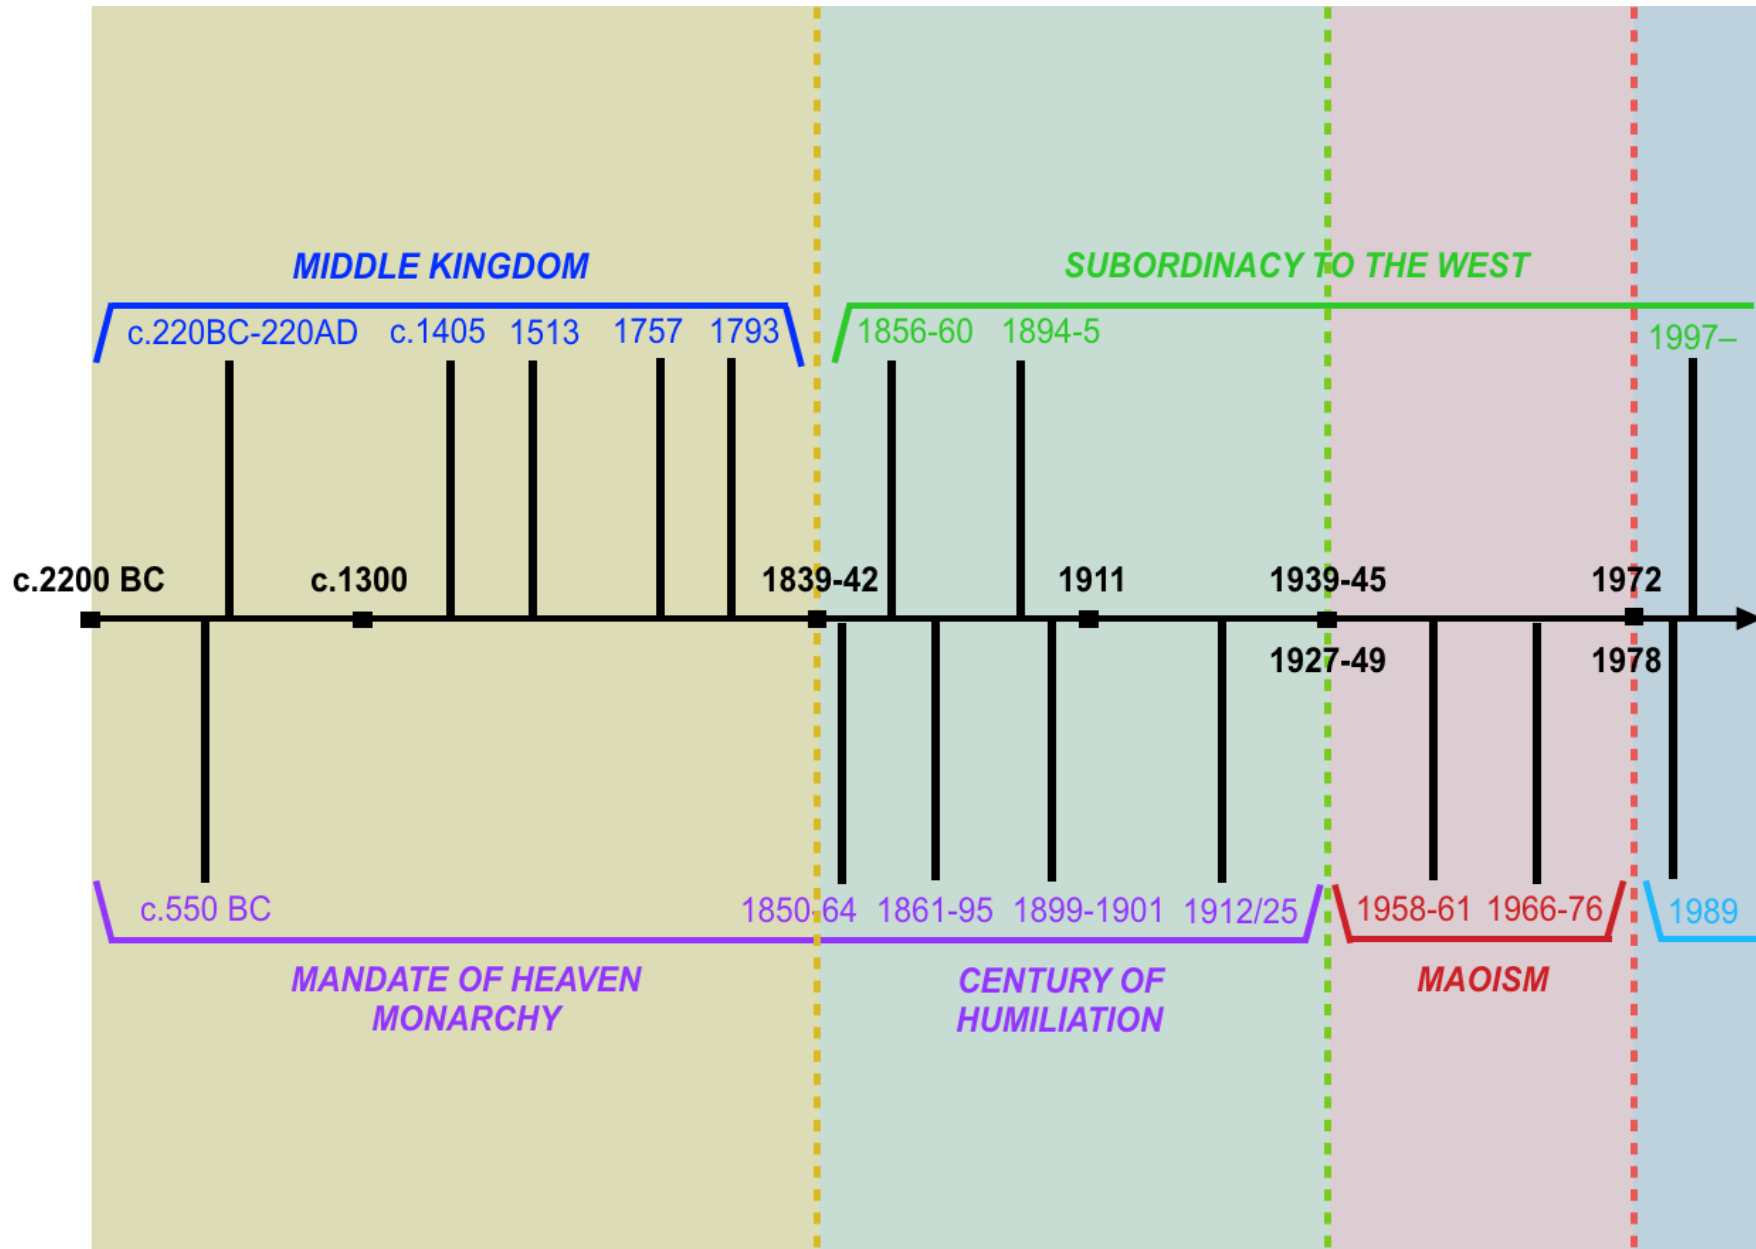 MIDDLE KINGDOM
SUBORDINACY TO THE WEST
c.220BC-220AD
c.1405
1513
1757
1793
1856-60
1894-5
1997–
c.2200 BC
c.1300
1839-42
1911
1939-45
1972
1927-49
1978
c.550 BC
1850-64
1861-95
1899-1901
1912/25
1958-61
1966-76
1989
MANDATE OF HEAVEN
MONARCHY
CENTURY OF
HUMILIATION
MAOISM